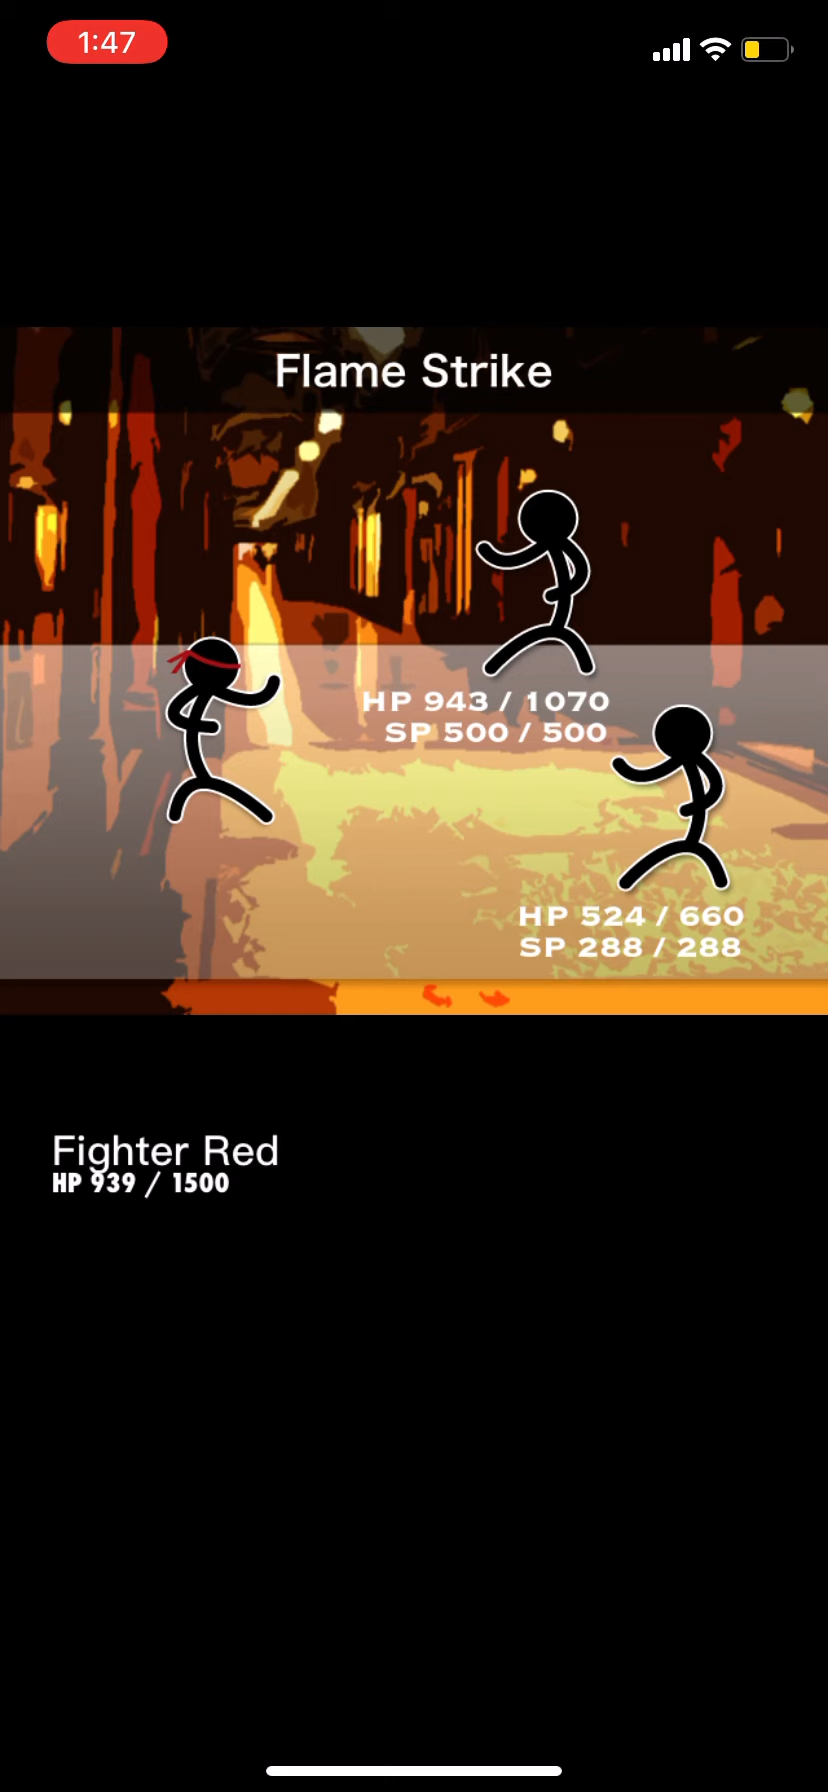 1:47
Flame Strike
HP 943 / 1070
SP 500 / 500
HP 524 / 660
SP 288 / 288
Fighter Red
HP 939 / 1500